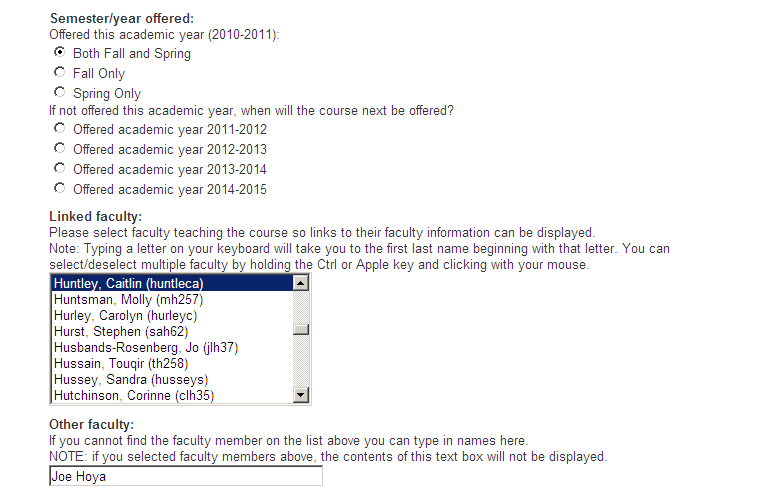 Semester/year offered:
Offered this academic year (2010-2011):
Both Fall and Spring
Fall Only
Spring Only
If not offered this academic year, when will the course next be offered?
Offered academic year 2011-2012
Offered academic year 2012-2013
Offered academic year 2013-2014
Offered academic year 2014-2015
Linked faculty:
Please select faculty teaching the course so links to their faculty information can be displayed.
Note: Typing a letter on your keyboard will take you to the first last name beginning with that letter. You can
select/deselect multiple faculty by holding the Ctrl or Apple key and clicking with your mouse.
Huntley, Caitlin (huntleca)
Huntsman, Molly (mh257)
Hurley, Carolyn (hurleyc)
Hurst, Stephen (sah62)
Husbands-Rosenberg, Jo (jlh37)
Hussain, Touqir (th258)
Hussey, Sandra (husseys)
Hutchinson, Corinne (clh35)
Other faculty:
If you cannot find the faculty member on the list above you can type in names here.
NOTE: if you selected faculty members above, the contents of this text box will not be displayed.
Joe Hoya